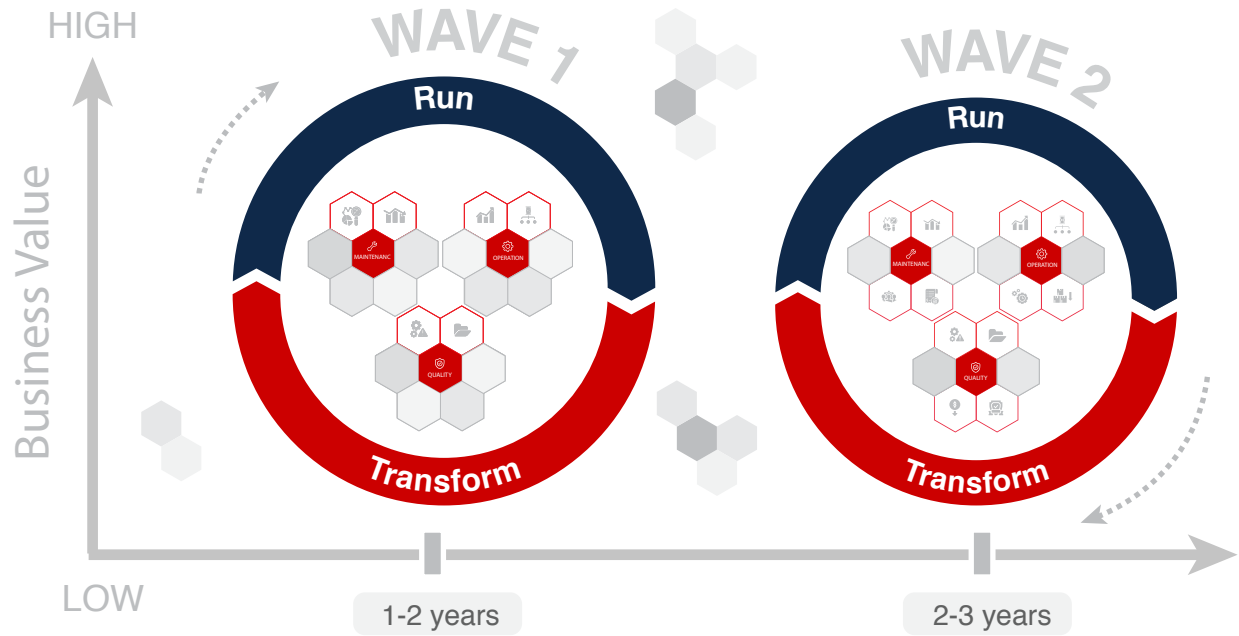 HIGH
WAVE 1
WAVE 2
Run
Run
Business Value
MAINTENANC
OPERATION
QUALITY
MAINTENANC
OPERATION
QUALITY
Transform
Transform
LOW
1-2 years
2-3 years